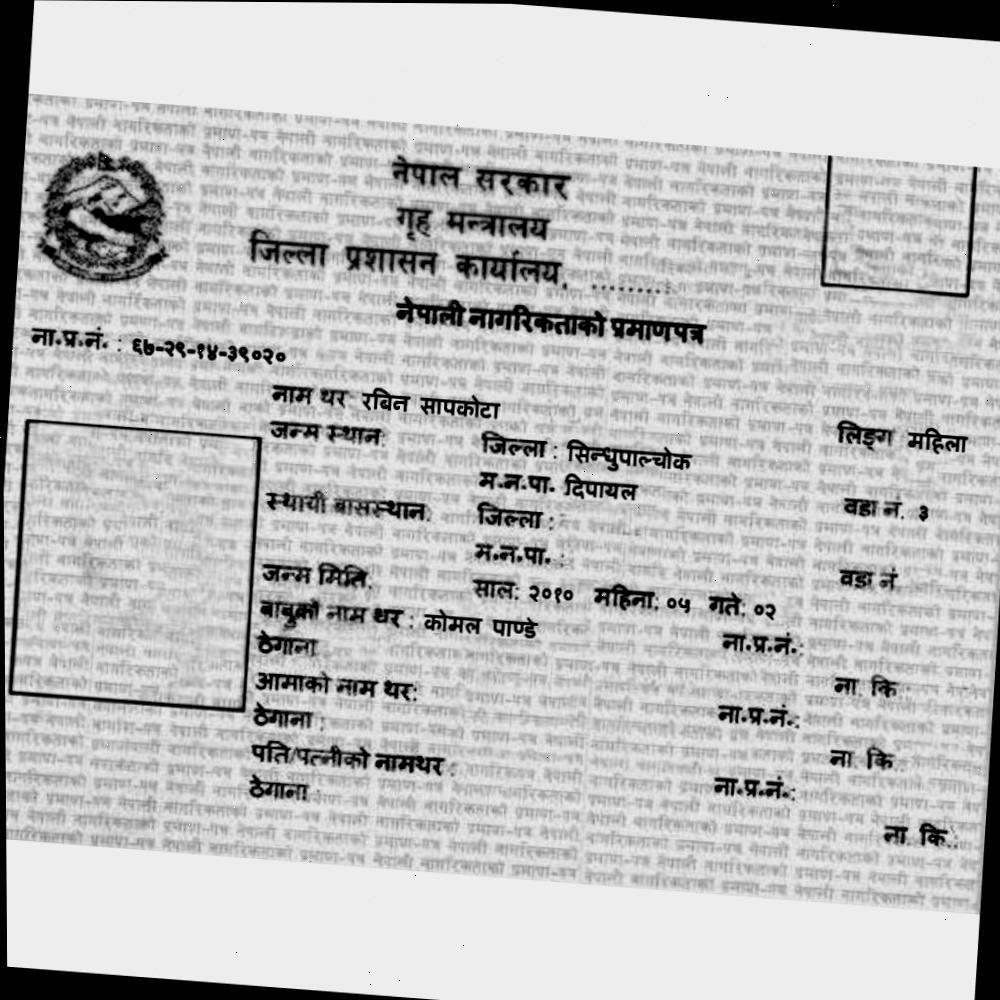 नेपाल सरकार
गृह मन्त्रालय
जिल्ला प्रशासन कार्यालय, .........
नेपाली नागरिकताको प्रमाणपत्र
ना.प्र.नं. : ६७-२९-१४-३९०२०
नाम थर: रबिन सापकोटा
लिङ्ग महिला
जन्म स्थान: जिल्ला : सिन्धुपाल्चोक
म.न.पा. दिपायल वडा नं. ३
स्थायी बासस्थान: जिल्ला :
म.न.पा. : वडा नं
जन्म मिति: साल: २०१० महिना: ०५ गते: ०२
बाबुको नाम थर : कोमल पाण्डे ना.प्र.नं.:
ठेगाना ना. कि :
आमाको नाम थर: ना.प्र.नं.:
ठेगाना : ना. कि.:
पति/पत्नीको नामथर : ना.प्र.नं.:
ठेगाना : ना. कि.: